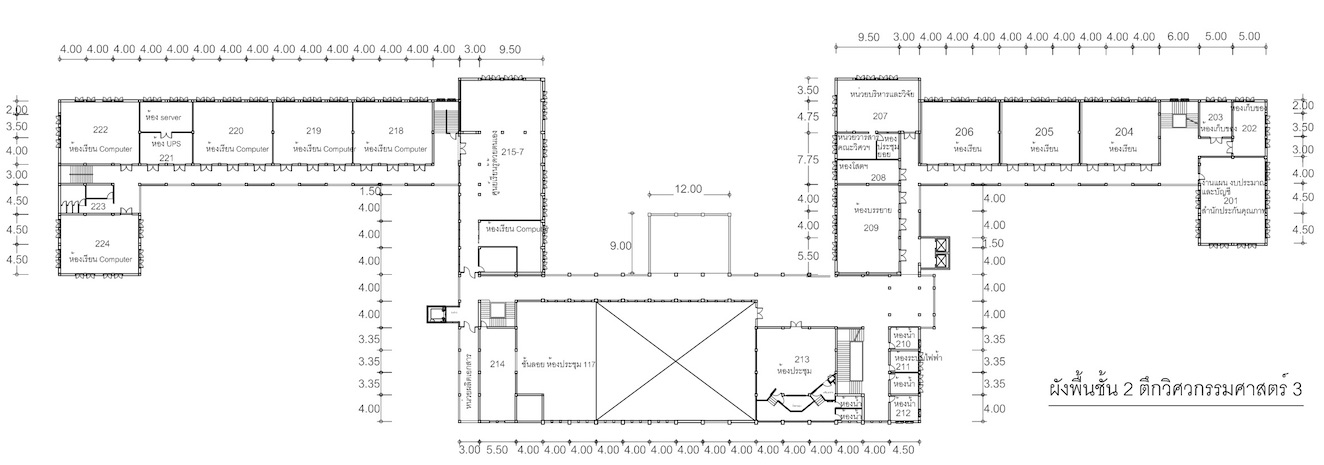 4.00 4.00 4.00 4.00 4.00 4.00 4.00 4.00 4.00 4.00 4.00 4.00 4.00 4.00 4.00 3.00 9.50
9.50 3.00 4.00 4.00 4.00 4.00 4.00 4.00 4.00 4.00 4.00 6.00 5.00 5.00
2.00
3.50
4.00
3.00
4.50
4.50
4.50
222
ห้องเรียน Computer
ห้อง server
ห้อง UPS
221
220
ห้องเรียน Computer
219
ห้องเรียน Computer
218
ห้องเรียน Computer
223
224
ห้องเรียน Computer
215-7
ศูนย์เรียนรู้ด้วยตนเอง
ห้องเรียน Computer
1.50
4.00
4.00
4.00
4.00
4.00
3.35
3.35
3.35
4.00
12.00
9.00
3.50
4.75
7.75
4.00
4.00
5.50
หน่วยบริหารและวิจัย
207
หน่วยวารสาร
คณะวิศวฯ
ห้อง
ประชุม
ย่อย
ห้องโสตฯ
208
ห้องบรรยาย
209
206
ห้องเรียน
205
ห้องเรียน
204
ห้องเรียน
203
ห้องเก็บของ
ห้องเก็บของ
202
งานแผน งบประมาณ
และบัญชี
201
สำนักประกันคุณภาพ
2.00
3.50
3.00
4.00
4.50
4.50
4.00
4.00
1.50
4.00
4.00
4.00
3.35
3.35
3.35
4.00
หน่วยผลิตเอกสาร
214
ชั้นลอย ห้องประชุม 117
213
ห้องประชุม
ห้องน้ำ
210
ห้องระบบไฟฟ้า
211
ห้องน้ำ
ห้องน้ำ
212
ห้องน้ำ
ห้องน้ำ
3.00 5.50 4.00 4.00 4.00 4.00 4.00 4.00 4.00 4.00 4.00 4.00 4.00 4.00 4.00 4.00 4.50
ผังพื้นชั้น 2 ตึกวิศวกรรมศาสตร์ 3